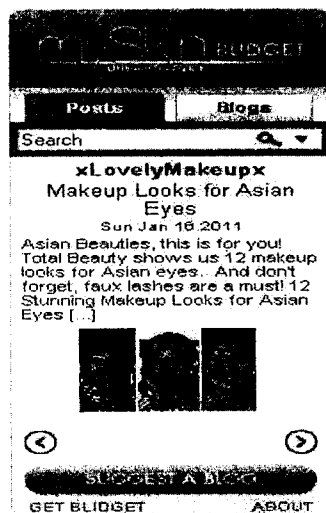 BUDGET
Posts Blogs
Search
xLovelyMakeupx
Makeup Looks for Asian
Eyes
Sun Jan 16 2011
Asian Beauties, this is for you!
Total Beauty shows us 12 makeup
looks for Asian eyes. And don't
forget, faux lashes are a must! 12
Stunning Makeup Looks for Asian
Eyes [...]
SUGGEST A BLOG
GET BLIDGET ABOUT